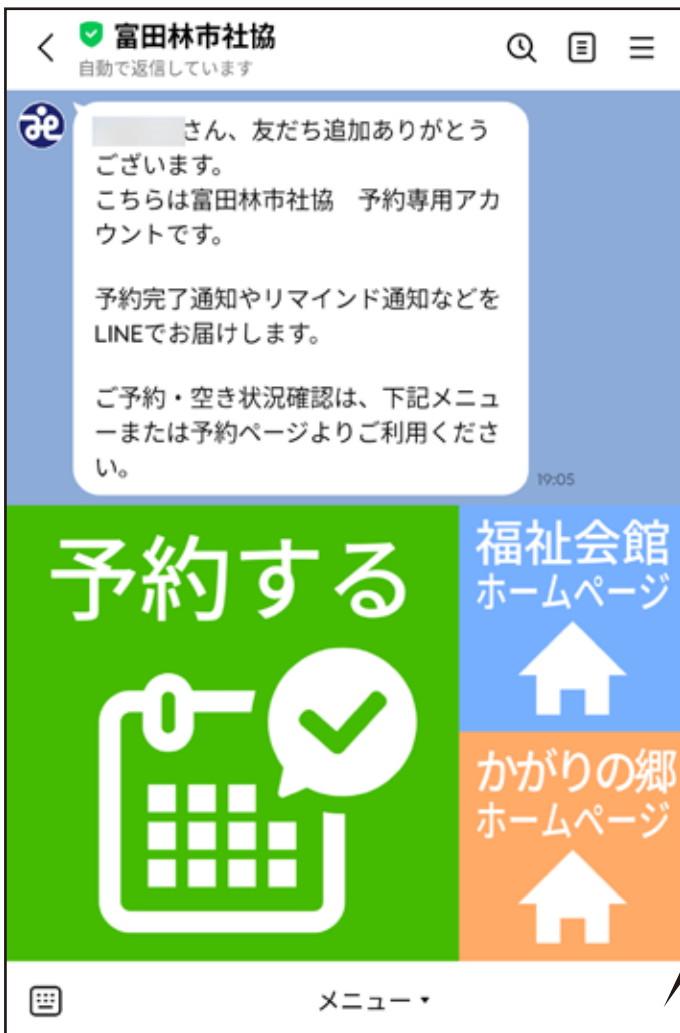 富田林市社協
自動で返信しています
さん、友だち追加ありがとう
ございます。
こちらは富田林市社協　予約専用アカ
ウントです。
予約完了通知やリマインド通知などを
LINEでお届けします。
ご予約・空き状況確認は、下記メニュ
ーまたは予約ページよりご利用くださ
い。
19:05
予約する
福祉会館
ホームページ
かがりの郷
ホームページ
メニュー